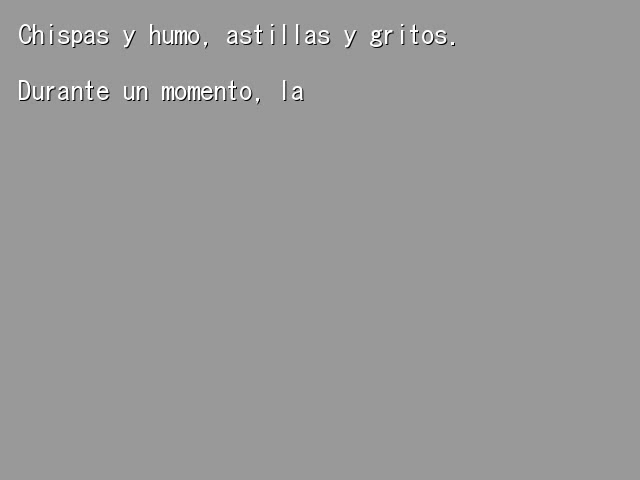 Chispas y humo, astillas y gritos.
Durante un momento, la